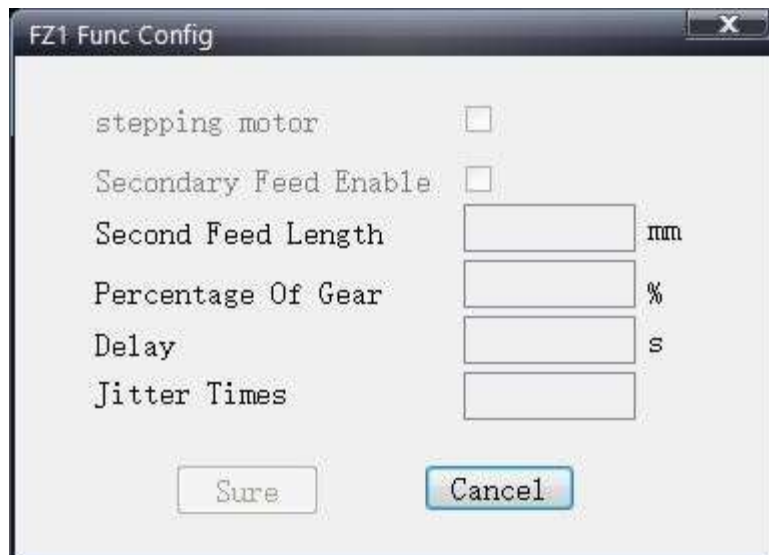 FZ1 Func Config
X
stepping motor
Secondary Feed Enable
Second Feed Length mm
Percentage Of Gear %
Delay s
Jitter Times
Sure Cancel